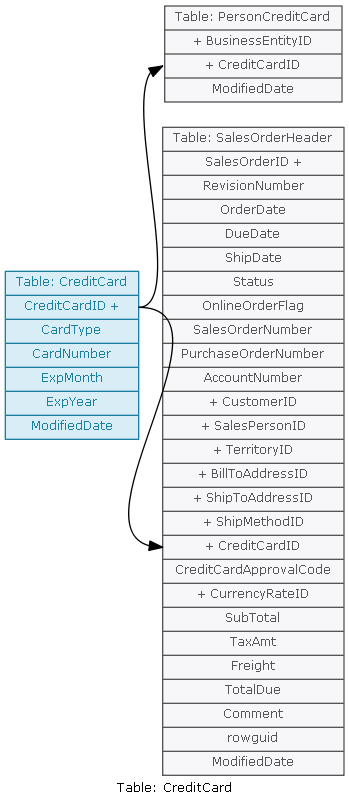 Table: PersonCreditCard
+ BusinessEntityID
+ CreditCardID
ModifiedDate
Table: SalesOrderHeader
SalesOrderID +
RevisionNumber
OrderDate
DueDate
ShipDate
Status
OnlineOrderFlag
SalesOrderNumber
PurchaseOrderNumber
AccountNumber
+ CustomerID
+ SalesPersonID
+ TerritoryID
+ BillToAddressID
+ ShipToAddressID
+ ShipMethodID
+ CreditCardID
CreditCardApprovalCode
+ CurrencyRateID
SubTotal
TaxAmt
Freight
TotalDue
Comment
rowguid
ModifiedDate
Table: CreditCard
CreditCardID +
CardType
CardNumber
ExpMonth
ExpYear
ModifiedDate
Table: CreditCard